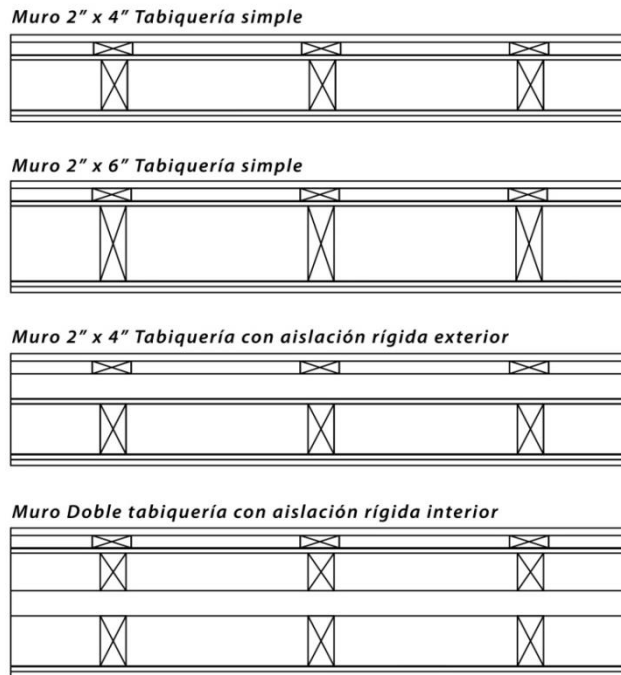 Muro 2" x 4" Tabiquería simple
Muro 2" x 6" Tabiquería simple
Muro 2" x 4" Tabiquería con aislación rígida exterior
Muro Doble tabiquería con aislación rígida interior